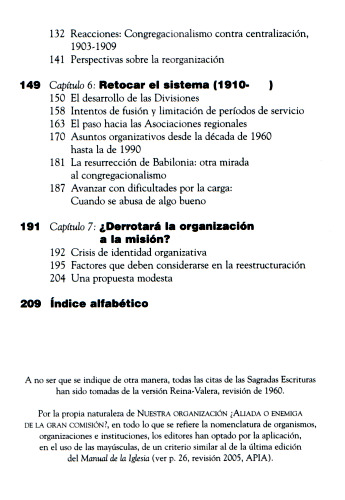 132 Reacciones: Congregacionalismo contra centralización,
1903-1909
141 Perspectivas sobre la reorganización
149 Capítulo 6: Retocar el sistema (1910- )
150 El desarrollo de las Divisiones
158 Intentos de fusión y limitación de períodos de servicio
163 El paso hacia las Asociaciones regionales
170 Asuntos organizativos desde la década de 1960
hasta la de 1990
181 La resurrección de Babilonia: otra mirada
al congregacionalismo
187 Avanzar con dificultades por la carga:
Cuando se abusa de algo bueno
191 Capítulo 7: ¿Derrotará la organización
a la misión?
192 Crisis de identidad organizativa
195 Factores que deben considerarse en la reestructuración
204 Una propuesta modesta
209 Índice alfabético
A no ser que se indique de otra manera, todas las citas de las Sagradas Escrituras
han sido tomadas de la versión Reina-Valera, revisión de 1960.
Por la propia naturaleza de NUESTRA ORGANIZACIÓN ¡ALIADA O ENEMIGA
DE LA GRAN COMISIÓN?, en todo lo que se refiere la nomenclatura de organismos,
organizaciones e instituciones, los editores han optado por la aplicación,
en el uso de las mayúsculas, de un criterio similar al de la última edición
del Manual de la Iglesia (ver p. 26, revisión 2005, APIA).